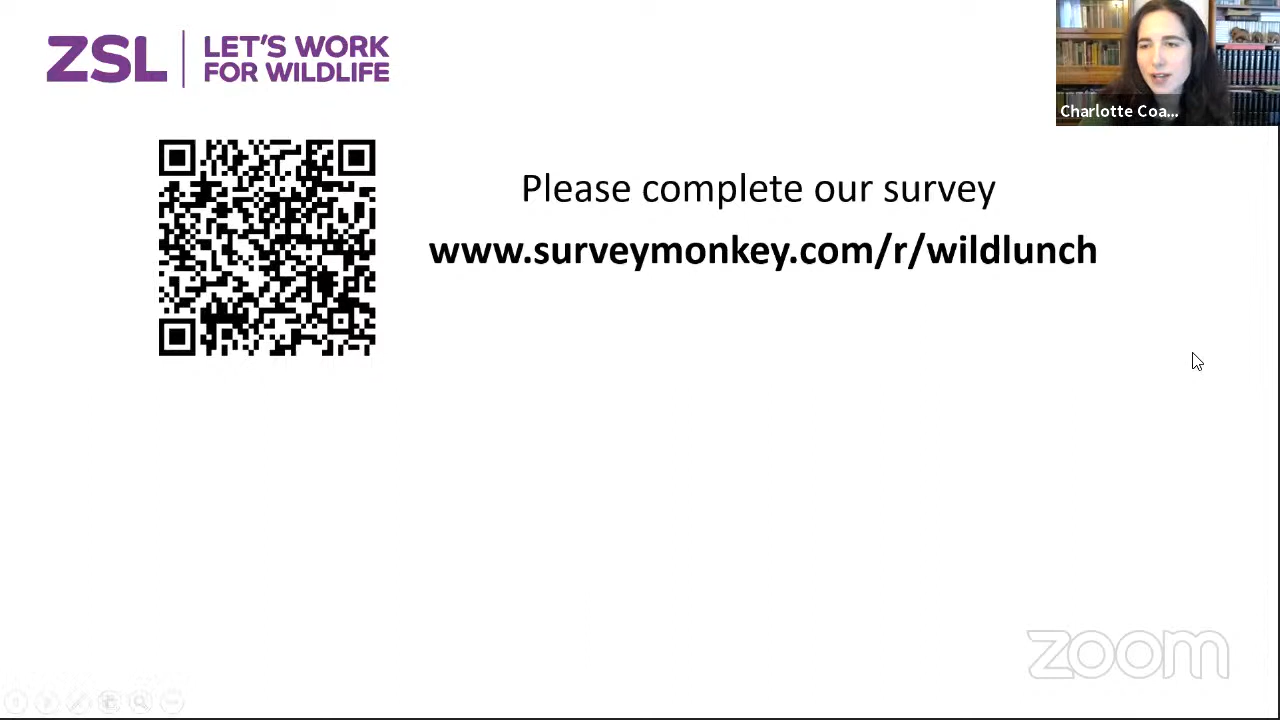 ZSL
LET'S WORK
FOR WILDLIFE
Charlotte Coa...
Please complete our survey
www.surveymonkey.com/r/wildlunch
zoom